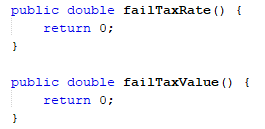 public double failTaxRate() {
    return 0;
}
public double failTaxValue() {
    return 0;
}